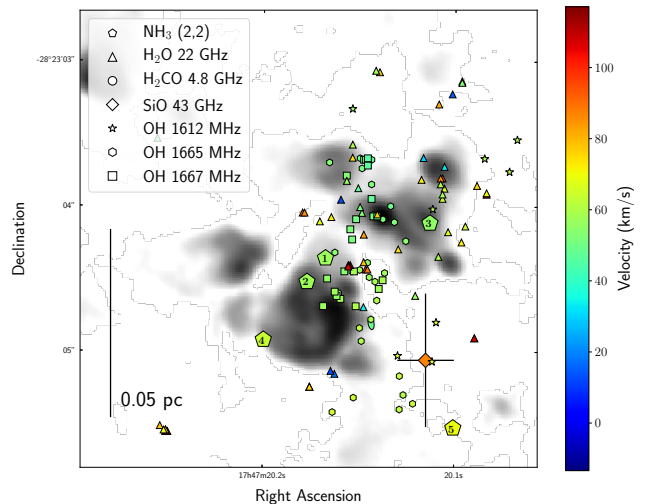 NH₃ (2,2)
H₂O 22 GHz
H₂CO 4.8 GHz
SiO 43 GHz
OH 1612 MHz
OH 1665 MHz
OH 1667 MHz
-28°23′03″
04″
05″
Declination
0.05 pc
1
2
3
4
5
17ʰ47ᵐ20.2ˢ
20.1s
Right Ascension
100
80
60
40
20
0
Velocity (km/s)